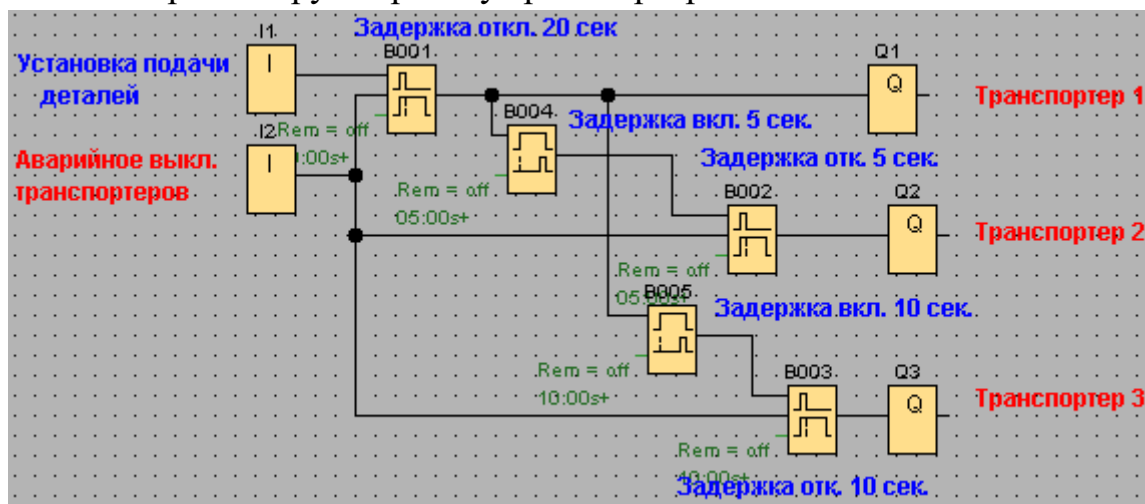 I1
Задержка откл. 20 сек
B001
Q1
Установка подачи
деталей
I
Q
Транспортер 1
B004
Задержка вкл. 5 сек.
I2
Rem = off
:00s+
Аварийное выкл.
транспортеров
I
Задержка отк. 5 сек.
Rem = off
05:00s+
B002
Q2
Q
Транспортер 2
Rem = off
B005
Задержка вкл. 10 сек.
Rem = off
10:00s+
B003
Q3
Q
Транспортер 3
Rem = off
Задержка отк. 10 сек.